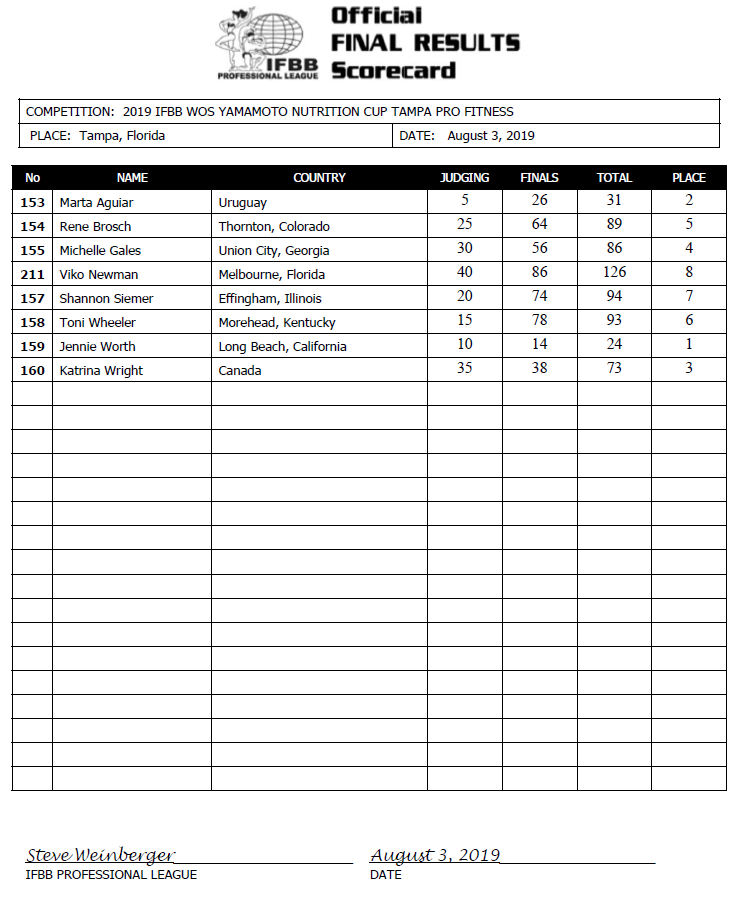 Official
FINAL RESULTS
Scorecard
IFBB
PROFESSIONAL LEAGUE
COMPETITION: 2019 IFBB WOS YAMAMOTO NUTRITION CUP TAMPA PRO FITNESS
PLACE: Tampa, Florida DATE: August 3, 2019
No NAME COUNTRY JUDGING FINALS TOTAL PLACE
153 Marta Aguiar Uruguay 5 26 31 2
154 Rene Brosch Thornton, Colorado 25 64 89 5
155 Michelle Gales Union City, Georgia 30 56 86 4
211 Viko Newman Melbourne, Florida 40 86 126 8
157 Shannon Siemer Effingham, Illinois 20 74 94 7
158 Toni Wheeler Morehead, Kentucky 15 78 93 6
159 Jennie Worth Long Beach, California 10 14 24 1
160 Katrina Wright Canada 35 38 73 3
Steve Weinberger August 3, 2019
IFBB PROFESSIONAL LEAGUE DATE